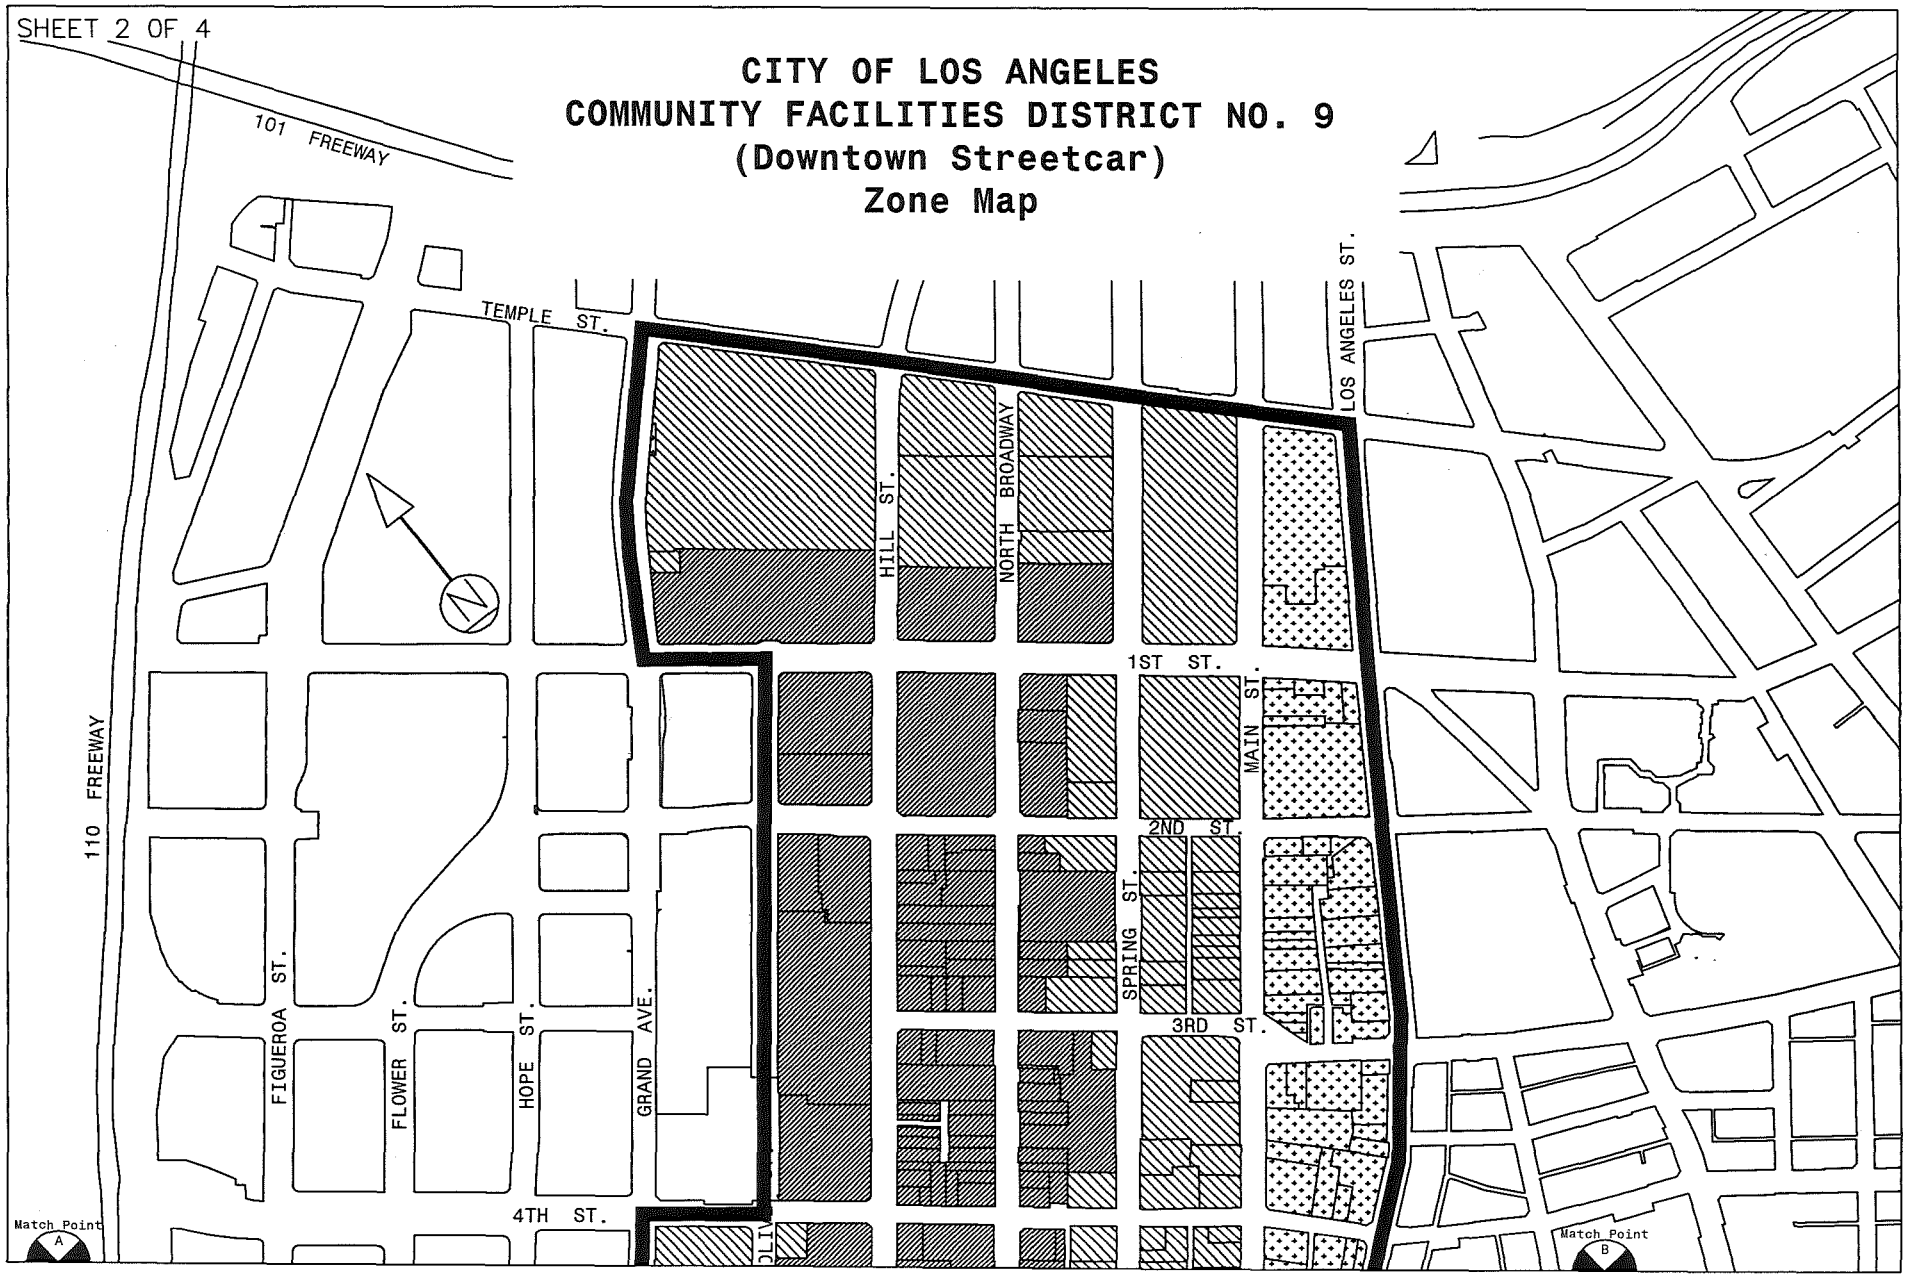 SHEET 2 OF 4
CITY OF LOS ANGELES
COMMUNITY FACILITIES DISTRICT NO. 9
(Downtown Streetcar)
Zone Map
101 FREEWAY
TEMPLE ST.
LOS ANGELES ST.
HILL ST.
NORTH BROADWAY
N
1ST ST.
MAIN ST.
110 FREEWAY
2ND ST.
SPRING ST.
3RD ST.
FIGUEROA ST.
FLOWER ST.
HOPE ST.
GRAND AVE.
4TH ST.
Match Point
A
Match Point
B